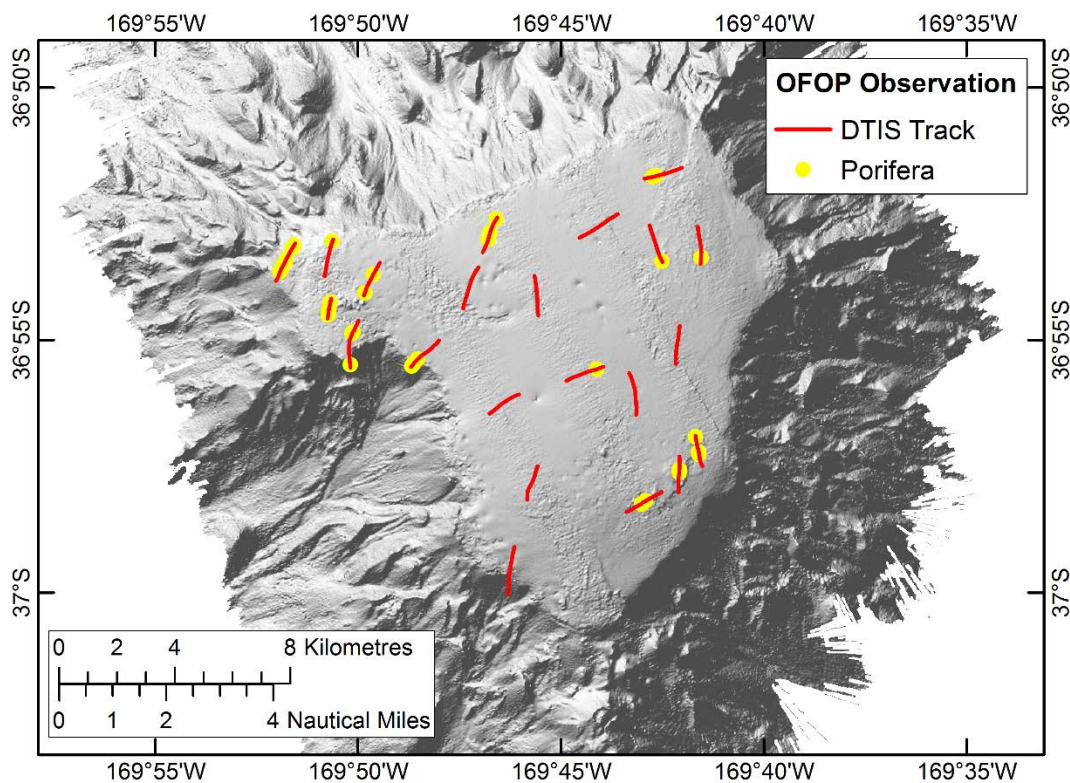 169°55'W 169°50'W 169°45'W 169°40'W 169°35'W
36°50'S 36°50'S
OFOP Observation
DTIS Track
Porifera
36°55'S 36°55'S
37°S 37°S
0 2 4 8 Kilometres
0 1 2 4 Nautical Miles
169°55'W 169°50'W 169°45'W 169°40'W 169°35'W